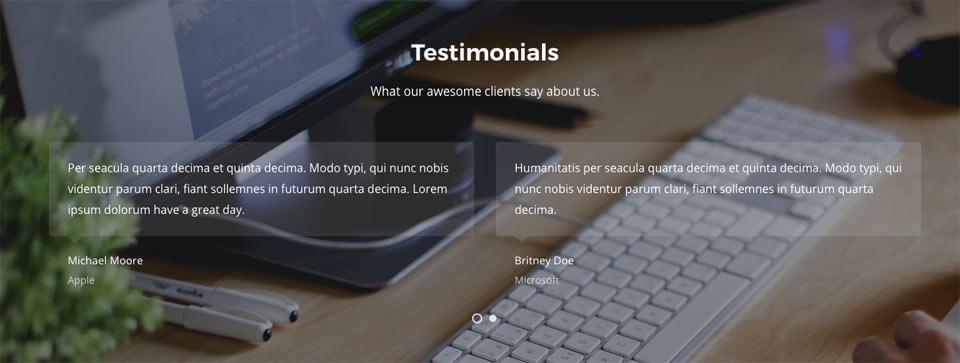 Testimonials
What our awesome clients say about us.
Per seacula quarta decima et quinta decima. Modo typi, qui nunc nobis
videntur parum clari, fiant sollemnes in futurum quarta decima. Lorem
ipsum dolorum have a great day.
Michael Moore
Apple
Humanitatis per seacula quarta decima et quinta decima. Modo typi, qui
nunc nobis videntur parum clari, fiant sollemnes in futurum quarta
decima.
Britney Doe
Microsoft